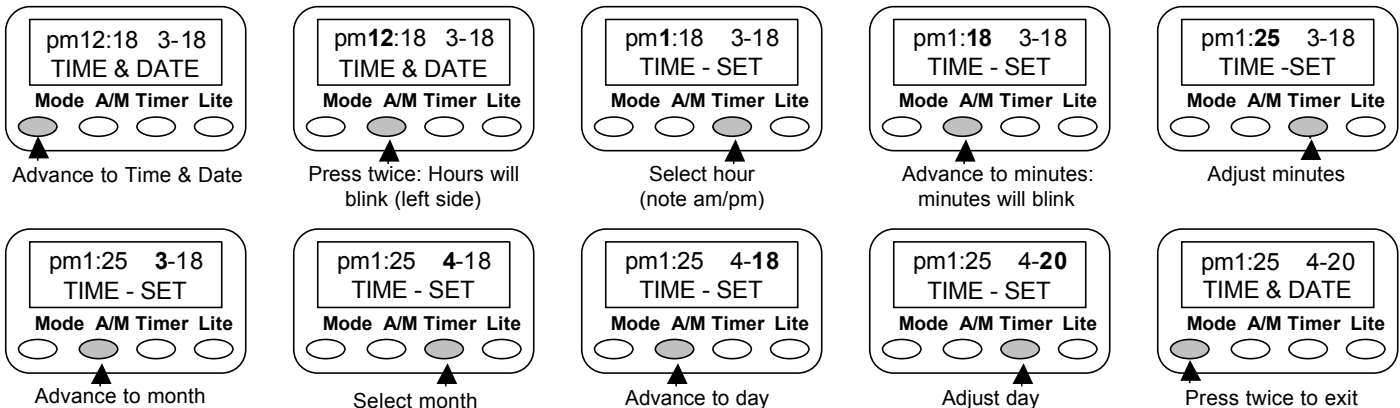 pm12:18 3-18
TIME & DATE
Mode A/M Timer Lite
Advance to Time & Date
pm12:18 3-18
TIME & DATE
Mode A/M Timer Lite
Press twice: Hours will
blink (left side)
pm1:18 3-18
TIME - SET
Mode A/M Timer Lite
Select hour
(note am/pm)
pm1:18 3-18
TIME - SET
Mode A/M Timer Lite
Advance to minutes:
minutes will blink
pm1:25 3-18
TIME -SET
Mode A/M Timer Lite
Adjust minutes
pm1:25 3-18
TIME - SET
Mode A/M Timer Lite
Advance to month
pm1:25 4-18
TIME - SET
Mode A/M Timer Lite
Select month
pm1:25 4-18
TIME - SET
Mode A/M Timer Lite
Advance to day
pm1:25 4-20
TIME - SET
Mode A/M Timer Lite
Adjust day
pm1:25 4-20
TIME & DATE
Mode A/M Timer Lite
Press twice to exit